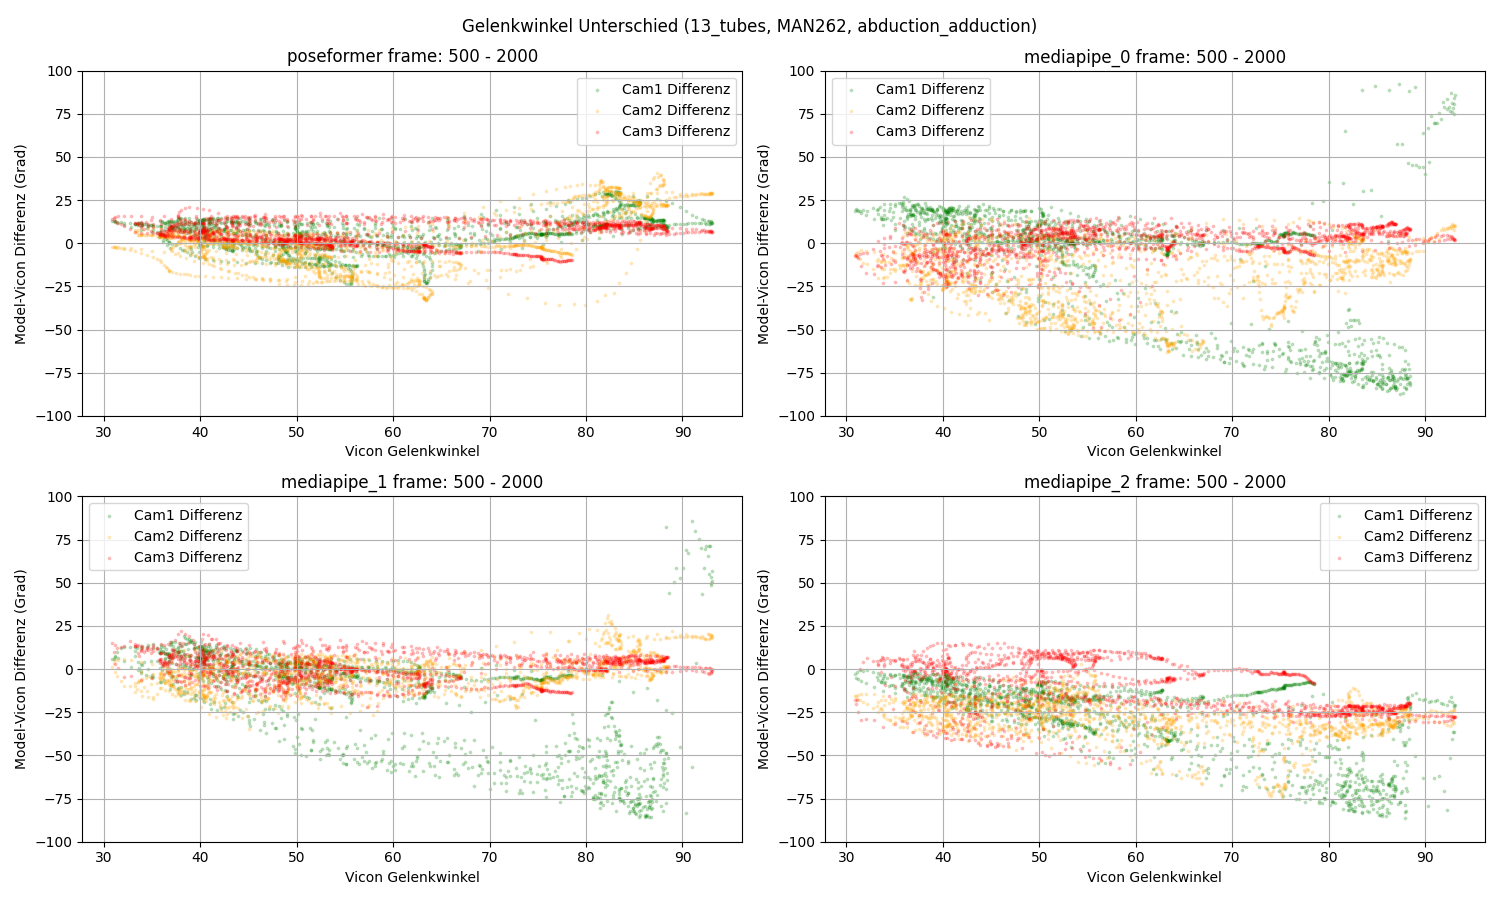 Gelenkwinkel Unterschied (13_tubes, MAN262, abduction_adduction)
poseformer frame: 500 - 2000
Model-Vicon Differenz (Grad)
100
75
50
25
0
−25
−50
−75
−100
Cam1 Differenz
Cam2 Differenz
Cam3 Differenz
30 40 50 60 70 80 90
Vicon Gelenkwinkel
mediapipe_0 frame: 500 - 2000
Model-Vicon Differenz (Grad)
100
75
50
25
0
−25
−50
−75
−100
Cam1 Differenz
Cam2 Differenz
Cam3 Differenz
30 40 50 60 70 80 90
Vicon Gelenkwinkel
mediapipe_1 frame: 500 - 2000
Model-Vicon Differenz (Grad)
100
75
50
25
0
−25
−50
−75
−100
Cam1 Differenz
Cam2 Differenz
Cam3 Differenz
30 40 50 60 70 80 90
Vicon Gelenkwinkel
mediapipe_2 frame: 500 - 2000
Model-Vicon Differenz (Grad)
100
75
50
25
0
−25
−50
−75
−100
Cam1 Differenz
Cam2 Differenz
Cam3 Differenz
30 40 50 60 70 80 90
Vicon Gelenkwinkel